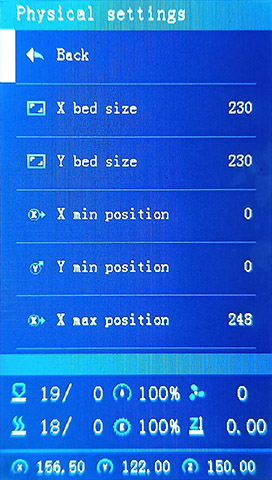 Physical settings
Back
X bed size 230
Y bed size 230
X min position 0
Y min position 0
X max position 248
19/ 0 100% 0
18/ 0 E 100% Z 0.00
X 156.50 Y 122.00 Z 150.00